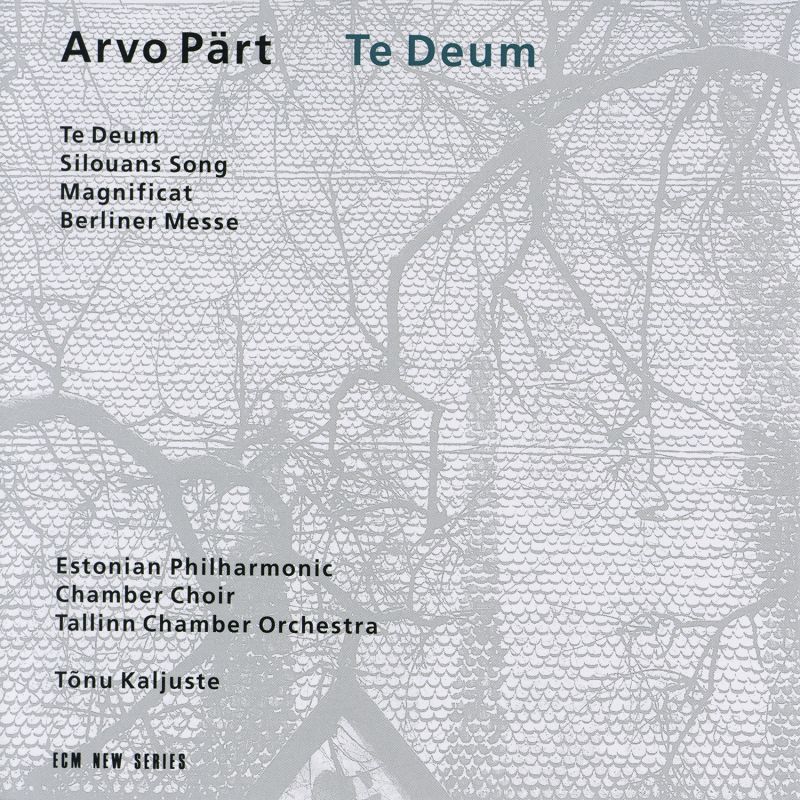 Arvo Pärt Te Deum
Te Deum
Silouans Song
Magnificat
Berliner Messe
Estonian Philharmonic
Chamber Choir
Tallinn Chamber Orchestra
Tõnu Kaljuste
ECM NEW SERIES